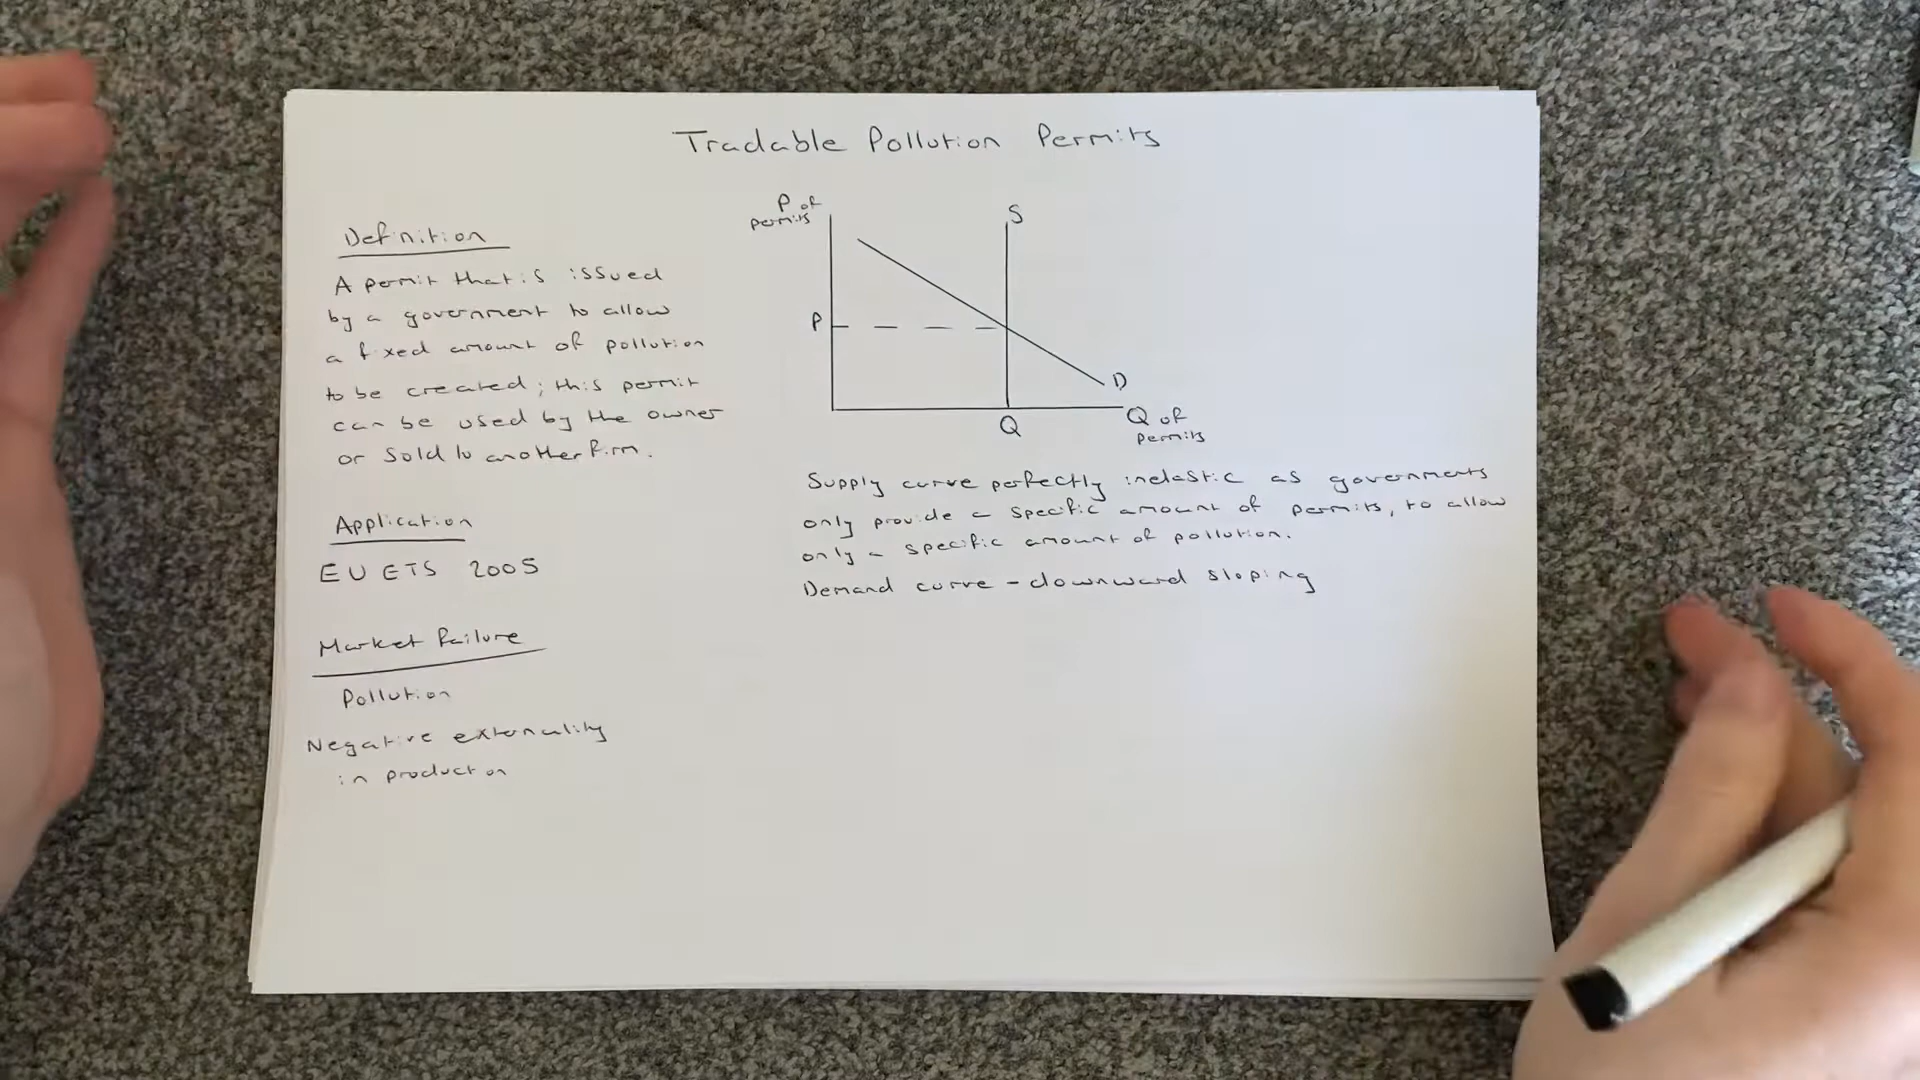 Tradable Pollution Permits
Definition
A permit that is issued
by a government to allow
a fixed amount of pollution
to be created; this permit
can be used by the owner
or sold to another firm.
Application
EU ETS 2005
Market failure
Pollution
Negative externality
in production
P of
permits
S
P
D
Q
Q of
permits
Supply curve perfectly inelastic as governments
only provide a specific amount of permits, to allow
only a specific amount of pollution.
Demand curve - downward sloping